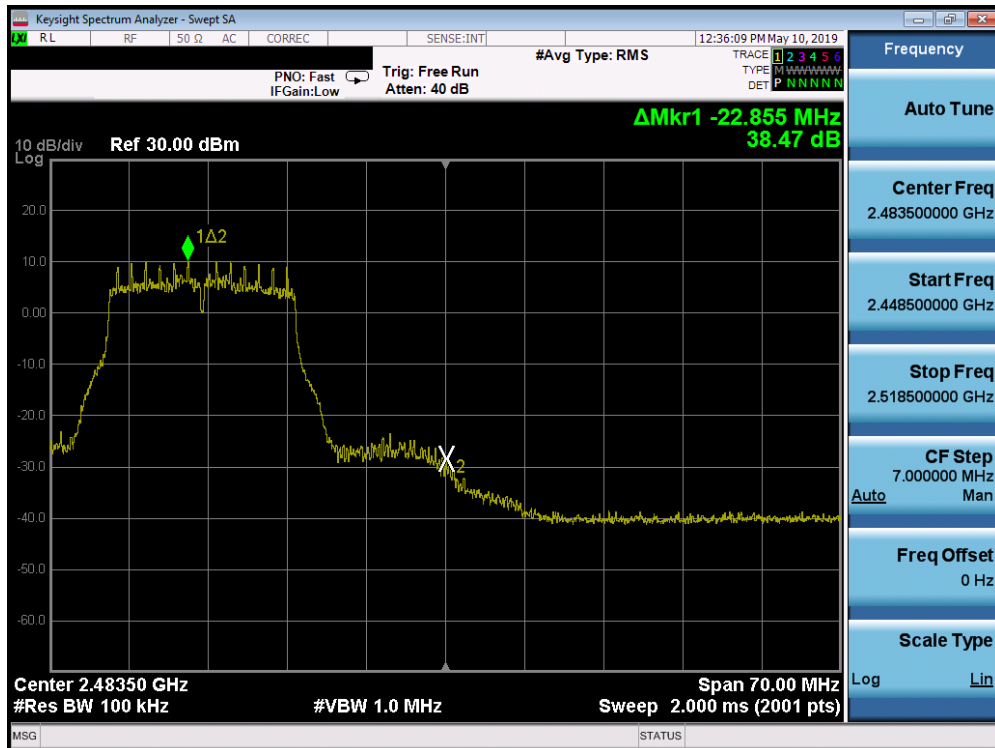 Keysight Spectrum Analyzer - Swept SA
LXI RL RF 50 Ω AC CORREC SENSE:INT 12:36:09 PM May 10, 2019
#Avg Type: RMS
TRACE 1 2 3 4 5 6
PNO: Fast Trig: Free Run
TYPE M WWWWW
IFGain:Low Atten: 40 dB
DET P N N N N N
ΔMkr1 -22.855 MHz
38.47 dB
10 dB/div Ref 30.00 dBm
Log
20.0
10.0
0.00
-10.0
-20.0
-30.0
-40.0
-50.0
-60.0
1Δ2
X2
Center 2.48350 GHz Span 70.00 MHz
#Res BW 100 kHz #VBW 1.0 MHz Sweep 2.000 ms (2001 pts)
MSG STATUS
Frequency
Auto Tune
Center Freq
2.483500000 GHz
Start Freq
2.448500000 GHz
Stop Freq
2.518500000 GHz
CF Step
7.000000 MHz
Auto Man
Freq Offset
0 Hz
Scale Type
Log Lin